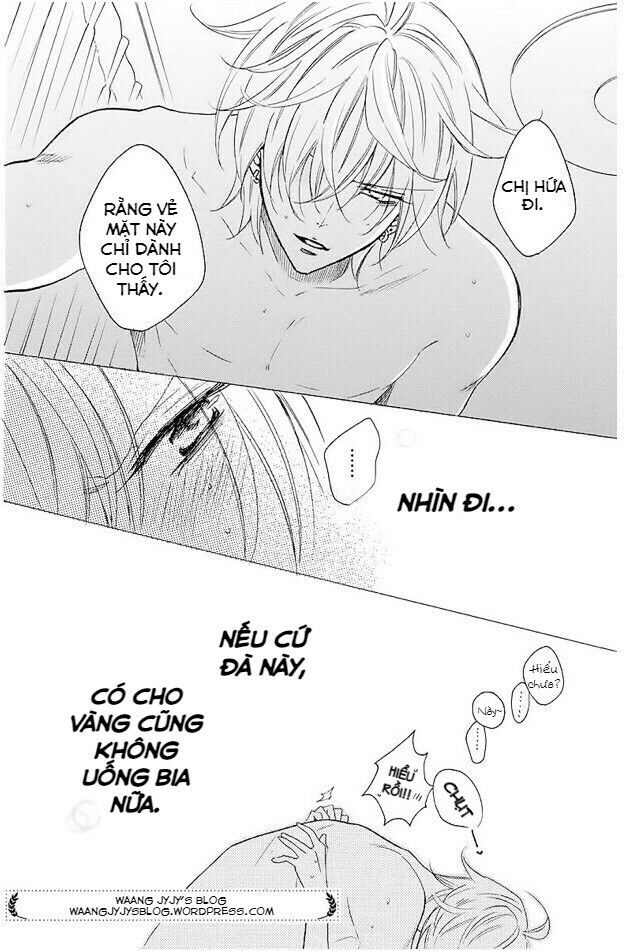 CHỊ HỨA
ĐI.
RẰNG VẺ
MẶT NÀY
CHỈ DÀNH
CHO TÔI
THẤY.
......
NHÌN ĐI...
NẾU CỨ
ĐÀ NÀY,
CÓ CHO
VÀNG CŨNG
KHÔNG
UỐNG BIA
NỮA.
Hiểu
chưa?
....
Này~
....
CHỤT
HIỂU
RỒI!!!
WAANG JYJY'S BLOG
WAANGJYJYSBLOG.WORDPRESS.COM